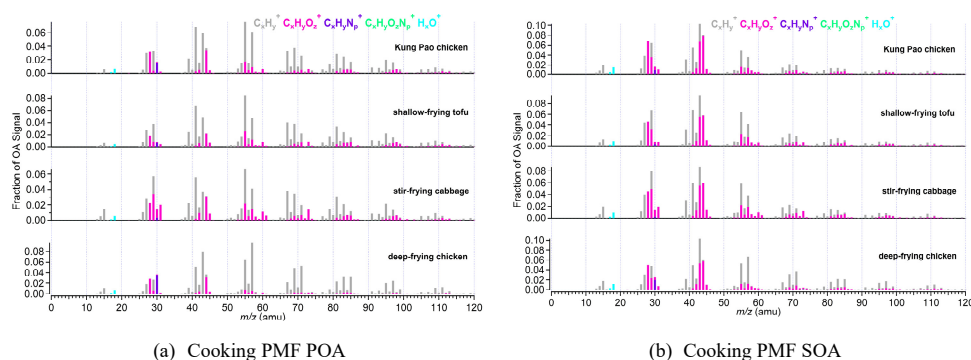 CxHy+ CxHyOz+ CxHyNp+ CxHyOzNp+ HxO+
Kung Pao chicken
0.06
0.04
0.02
0.00
shallow-frying tofu
0.08
0.06
0.04
0.02
0.00
stir-frying cabbage
0.06
0.04
0.02
0.00
deep-frying chicken
0.08
0.06
0.04
0.02
0.00
Fraction of OA Signal
0 10 20 30 40 50 60 70 80 90 100 110 120
m/z (amu)
(a) Cooking PMF POA
CxHy+ CxHyOz+ CxHyNp+ CxHyOzNp+ HxO+
Kung Pao chicken
0.10
0.08
0.06
0.04
0.02
0.00
shallow-frying tofu
0.08
0.06
0.04
0.02
0.00
stir-frying cabbage
0.08
0.06
0.04
0.02
0.00
deep-frying chicken
0.10
0.08
0.06
0.04
0.02
0.00
Fraction of OA Signal
0 10 20 30 40 50 60 70 80 90 100 110 120
m/z (amu)
(b) Cooking PMF SOA